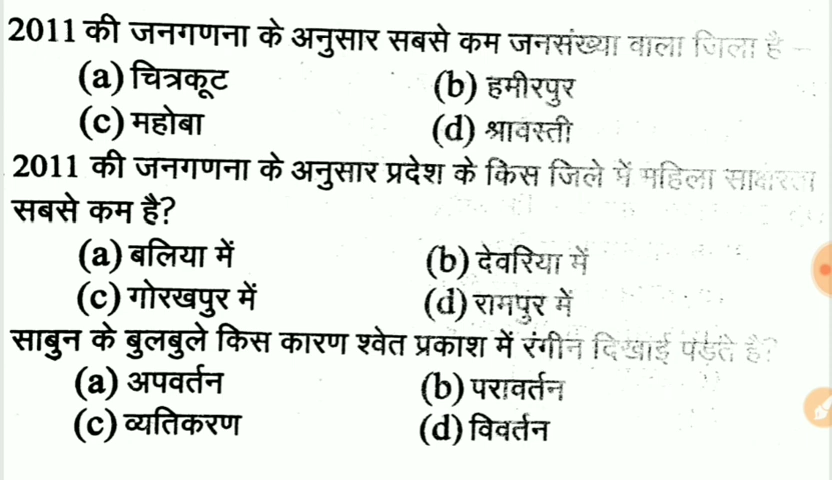 2011 की जनगणना के अनुसार सबसे कम जनसंख्या वाला जिला है –
(a) चित्रकूट (b) हमीरपुर
(c) महोबा (d) श्रावस्ती
2011 की जनगणना के अनुसार प्रदेश के किस जिले में महिला साक्षरता
सबसे कम है?
(a) बलिया में (b) देवरिया में
(c) गोरखपुर में (d) रामपुर में
साबुन के बुलबुले किस कारण श्वेत प्रकाश में रंगीन दिखाई पड़ते है?
(a) अपवर्तन (b) परावर्तन
(c) व्यतिकरण (d) विवर्तन